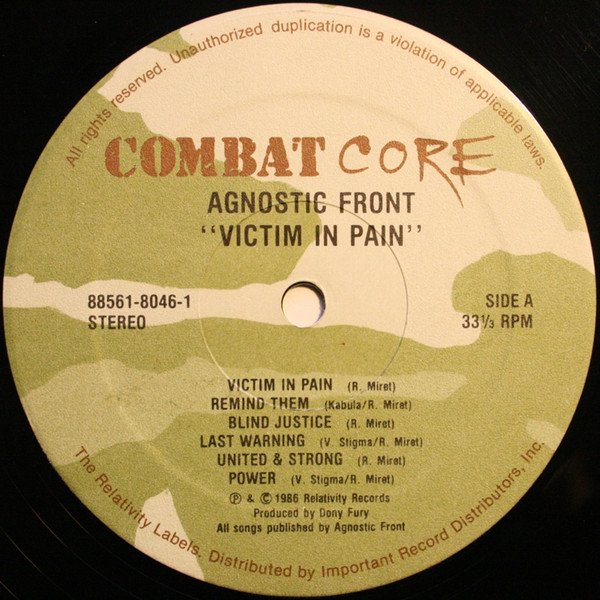 All rights reserved. Unauthorized duplication is a violation of applicable laws.
COMBAT CORE
AGNOSTIC FRONT
“VICTIM IN PAIN”
88561-8046-1
STEREO
SIDE A
33⅓ RPM
VICTIM IN PAIN (R. Miret)
REMIND THEM (Kabula/R. Miret)
BLIND JUSTICE (R. Miret)
LAST WARNING (V. Stigma/R. Miret)
UNITED & STRONG (R. Miret)
POWER (V. Stigma/R. Miret)
℗ & © 1986 Relativity Records
Produced by Dony Fury
All songs published by Agnostic Front
The Relativity Labels. Distributed by Important Record Distributors, Inc.